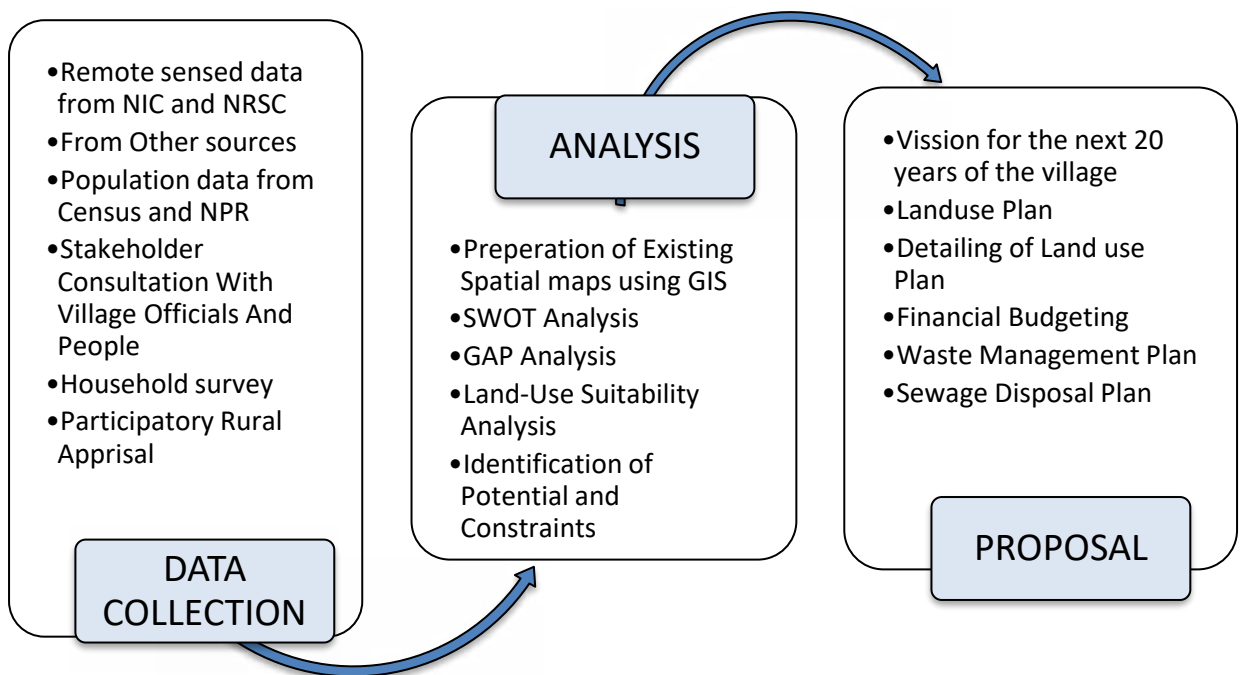 •Remote sensed data
from NIC and NRSC
•From Other sources
•Population data from
Census and NPR
•Stakeholder
Consultation With
Village Officials And
People
•Household survey
•Participatory Rural
Apprisal
DATA
COLLECTION
ANALYSIS
•Preperation of Existing
Spatial maps using GIS
•SWOT Analysis
•GAP Analysis
•Land-Use Suitability
Analysis
•Identification of
Potential and
Constraints
•Vission for the next 20
years of the village
•Landuse Plan
•Detailing of Land use
Plan
•Financial Budgeting
•Waste Management Plan
•Sewage Disposal Plan
PROPOSAL